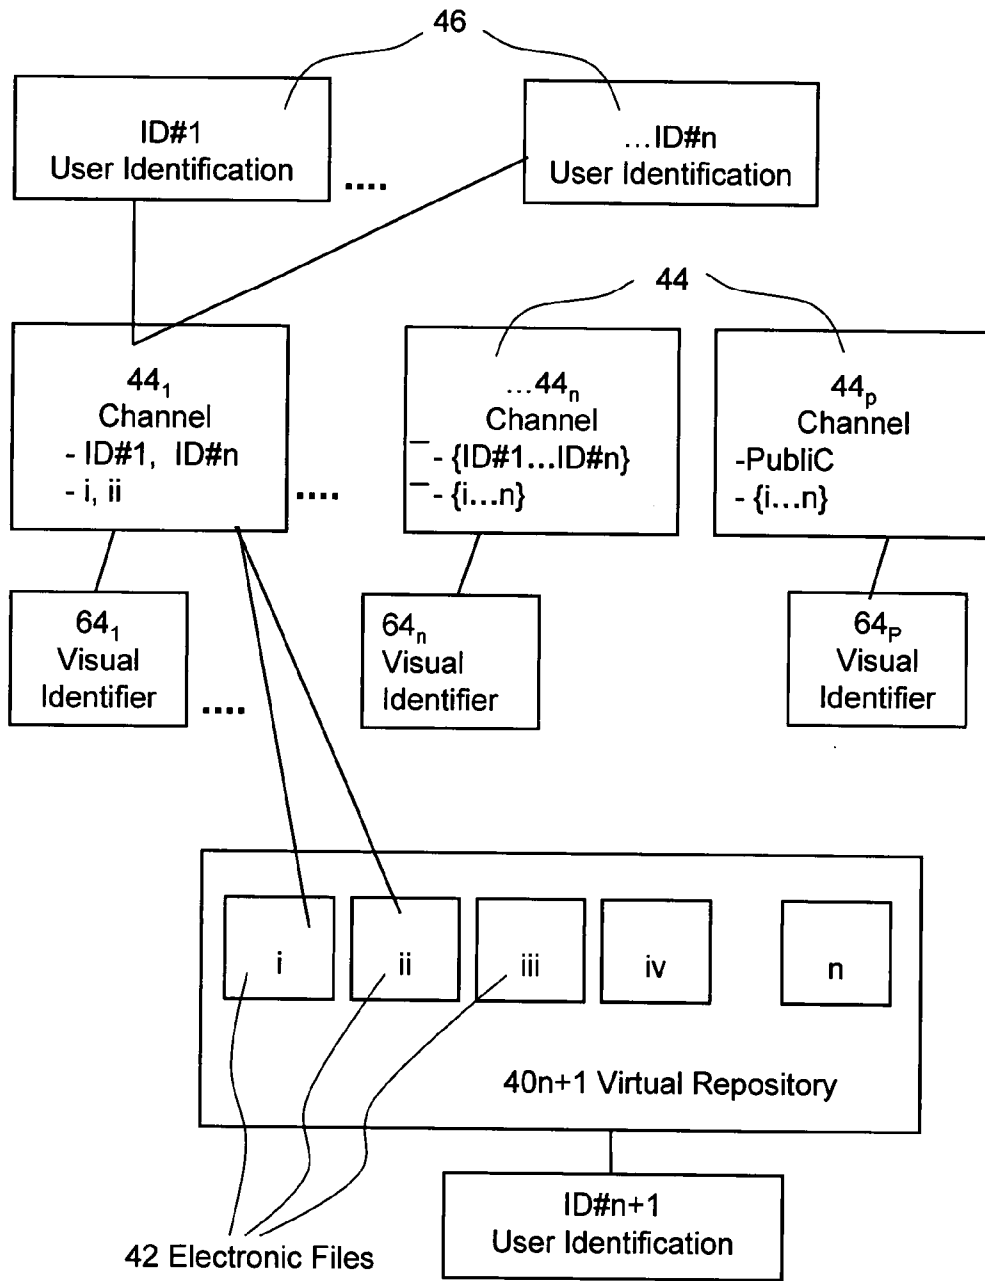 46
ID#1
User Identification
....
...ID#n
User Identification
44
44₁
Channel
- ID#1, ID#n
- i, ii
....
...44ₙ
Channel
- {ID#1...ID#n}
- {i...n}
44ₚ
Channel
-PubliC
- {i...n}
64₁
Visual
Identifier
....
64ₙ
Visual
Identifier
64P
Visual
Identifier
i
ii
iii
iv
n
40n+1 Virtual Repository
ID#n+1
User Identification
42 Electronic Files